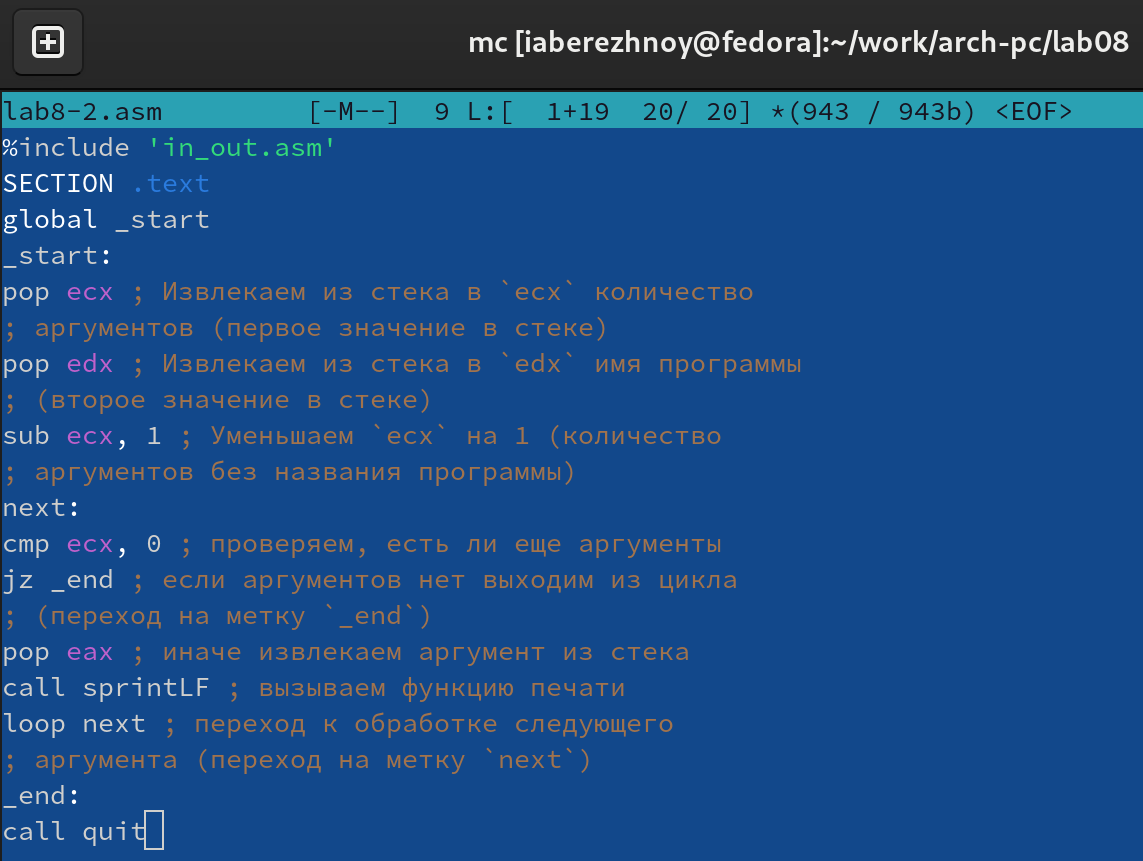 mc [iaberezhnoy@fedora]:~/work/arch-pc/lab08
lab8-2.asm         [-M--]  9 L:[  1+19  20/ 20] *(943 / 943b) <EOF>
%include 'in_out.asm'
SECTION .text
global _start
_start:
pop ecx ; Извлекаем из стека в `ecx` количество
; аргументов (первое значение в стеке)
pop edx ; Извлекаем из стека в `edx` имя программы
; (второе значение в стеке)
sub ecx, 1 ; Уменьшаем `ecx` на 1 (количество
; аргументов без названия программы)
next:
cmp ecx, 0 ; проверяем, есть ли еще аргументы
jz _end ; если аргументов нет выходим из цикла
; (переход на метку `_end`)
pop eax ; иначе извлекаем аргумент из стека
call sprintLF ; вызываем функцию печати
loop next ; переход к обработке следующего
; аргумента (переход на метку `next`)
_end:
call quit